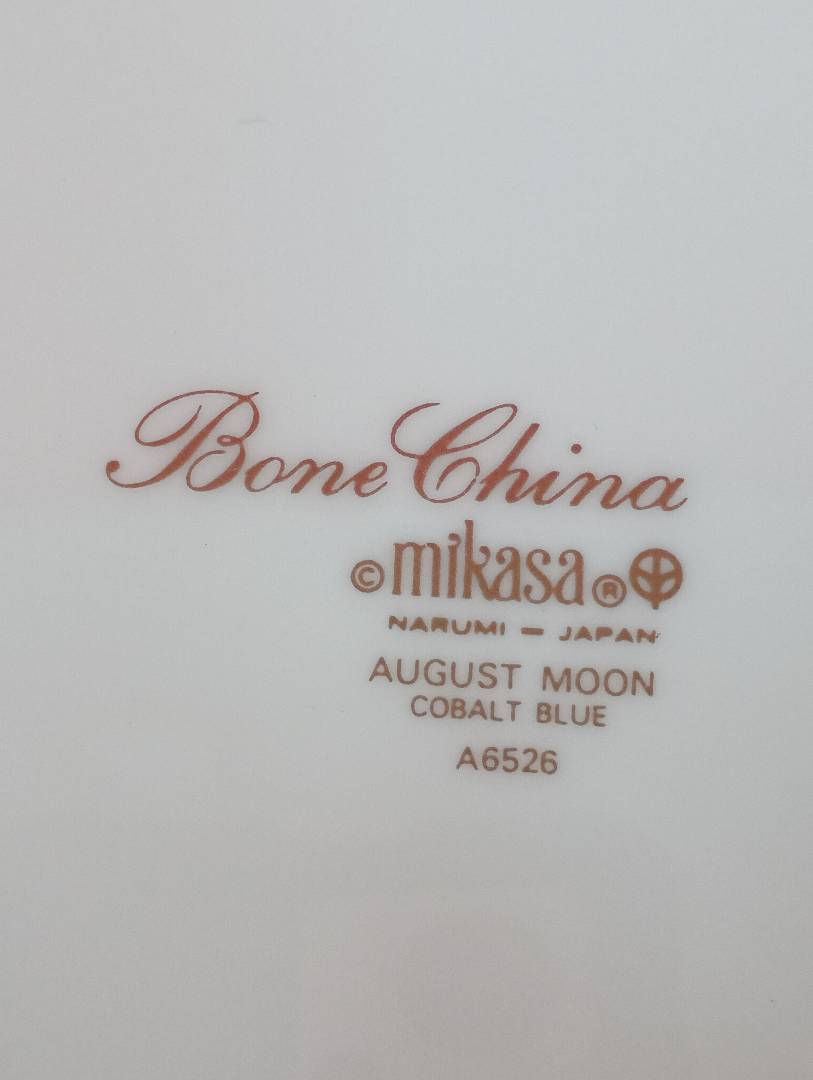 Bone China
©mikasa®
NARUMI – JAPAN
AUGUST MOON
COBALT BLUE
A6526